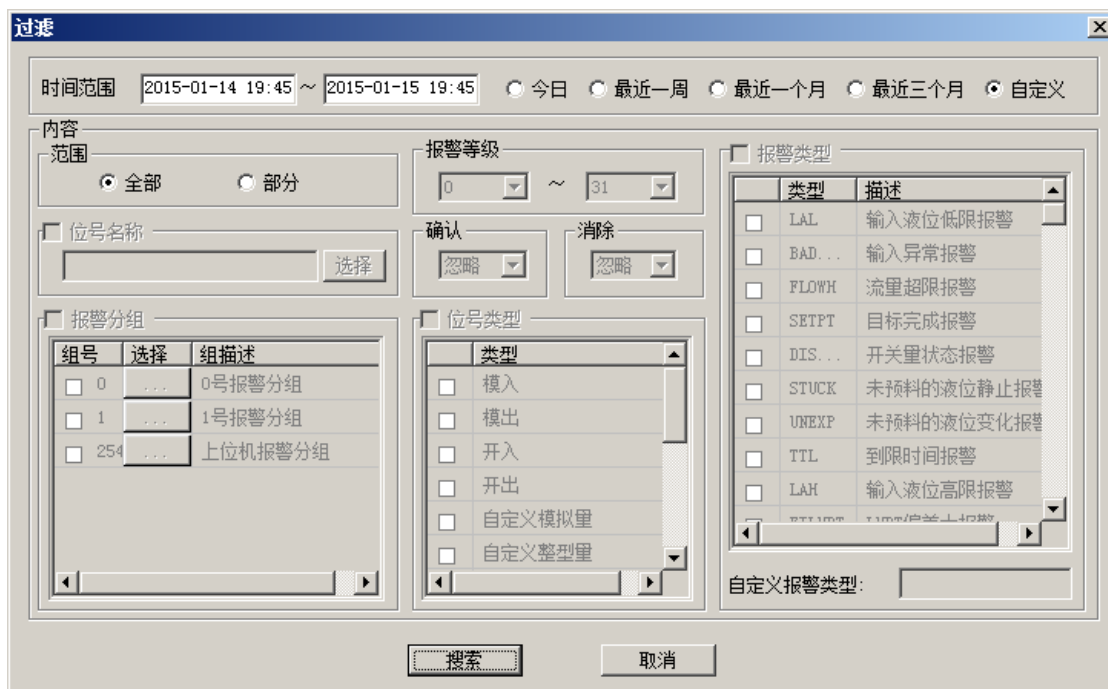 过滤
时间范围 2015-01-14 19:45 ~ 2015-01-15 19:45 今日 最近一周 最近一个月 最近三个月 自定义
内容
范围
全部 部分
位号名称
选择
报警分组
组号 选择 组描述
0 ... 0号报警分组
1 ... 1号报警分组
254 ... 上位机报警分组
报警等级
0 ~ 31
确认
忽略
消除
忽略
位号类型
类型
模入
模出
开入
开出
自定义模拟量
自定义整型量
报警类型
类型 描述
LAL 输入液位低限报警
BAD... 输入异常报警
FLOWH 流量超限报警
SETPT 目标完成报警
DIS... 开关量状态报警
STUCK 未预料的液位静止报警
UNEXP 未预料的液位变化报警
TTL 到限时间报警
LAH 输入液位高限报警
自定义报警类型:
搜索 取消